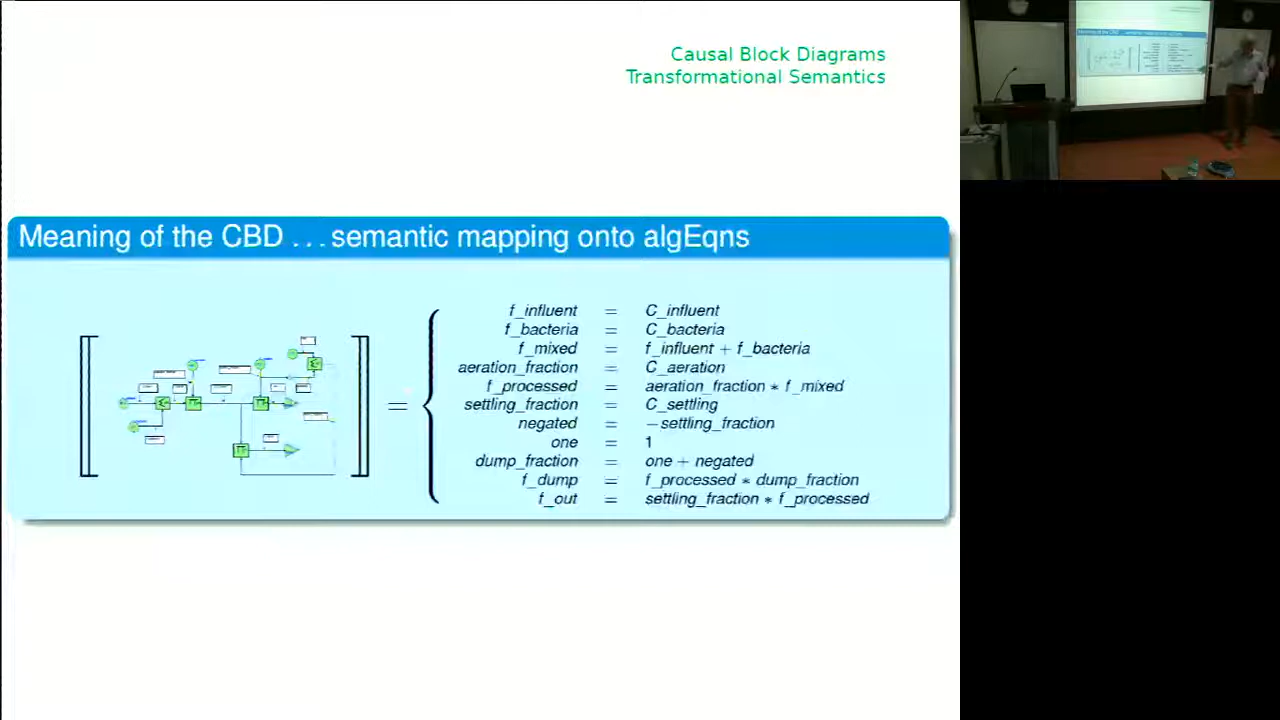 Causal Block Diagrams
Transformational Semantics
Meaning of the CBD . . . semantic mapping onto algEqns
f_influent = C_influent
f_bacteria = C_bacteria
f_mixed = f_influent + f_bacteria
aeration_fraction = C_aeration
f_processed = aeration_fraction * f_mixed
settling_fraction = C_settling
negated = −settling_fraction
one = 1
dump_fraction = one + negated
f_dump = f_processed * dump_fraction
f_out = settling_fraction * f_processed
=